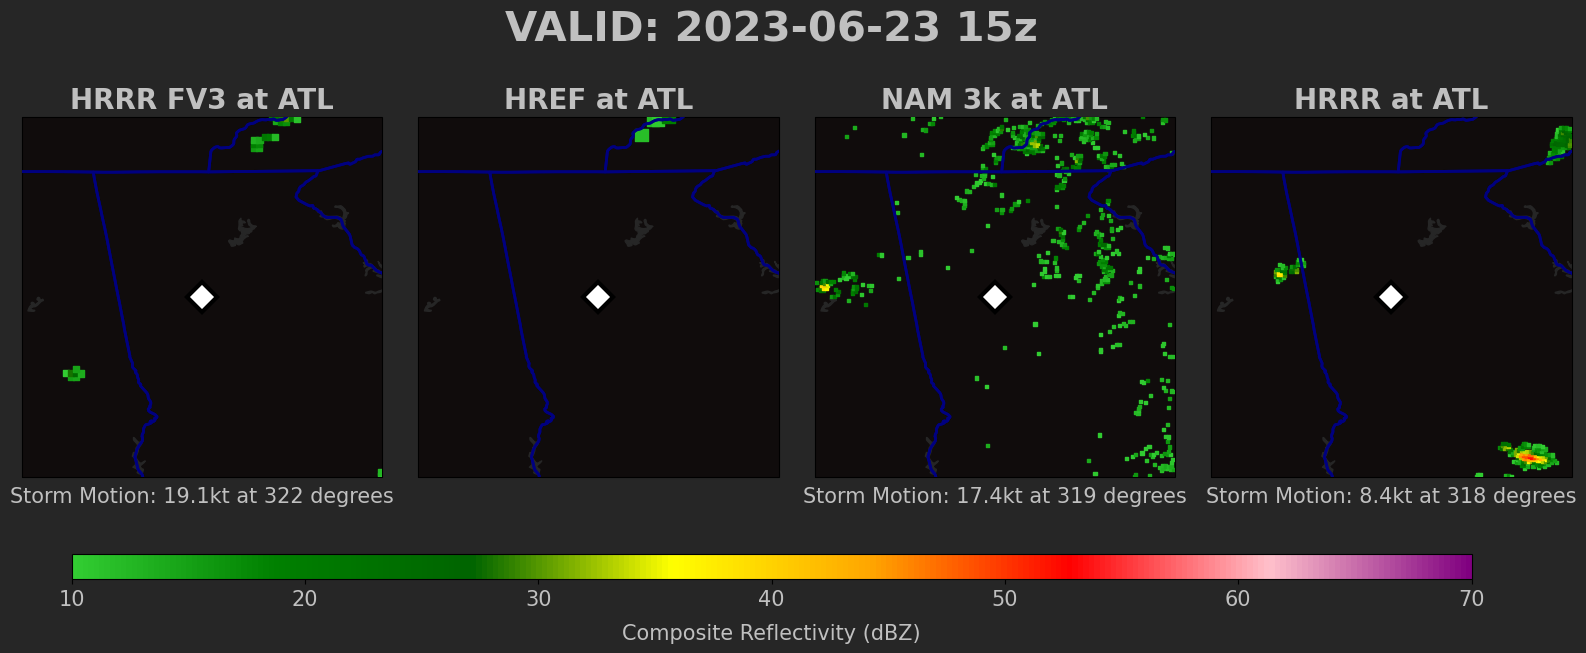 VALID: 2023-06-23 15z
HRRR FV3 at ATL
HREF at ATL
NAM 3k at ATL
HRRR at ATL
Storm Motion: 19.1kt at 322 degrees
Storm Motion: 17.4kt at 319 degrees
Storm Motion: 8.4kt at 318 degrees
10 20 30 40 50 60 70
Composite Reflectivity (dBZ)